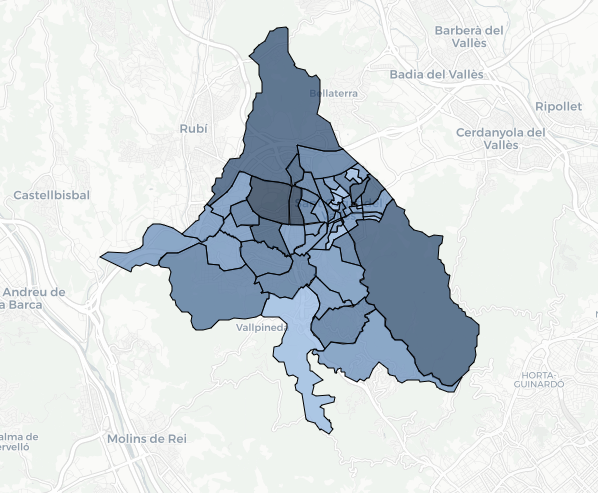 Barberà del
Vallès
Badia del Vallès
Bellaterra
Ripollet
Rubí
Cerdanyola del
Vallès
Castellbisbal
Andreu de
a Barca
Vallpineda
HORTA-
GUINARDÓ
alma de
ervelló
Molins de Rei